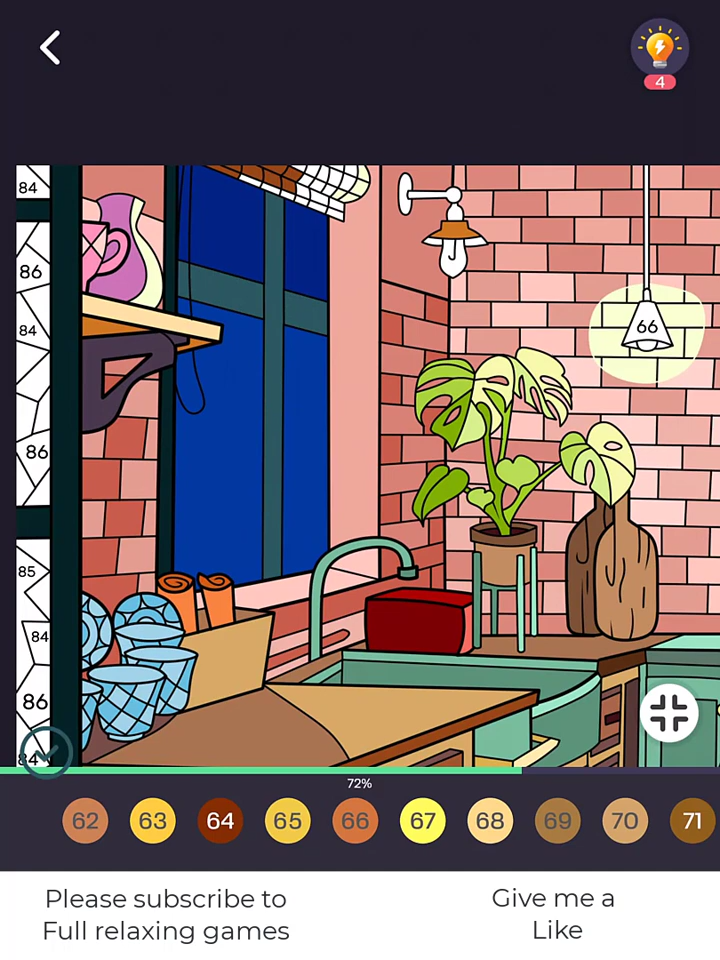 4
84
86
84
66
86
85
84
86
84
72%
62 63 64 65 66 67 68 69 70 71
Please subscribe to
Full relaxing games
Give me a
Like